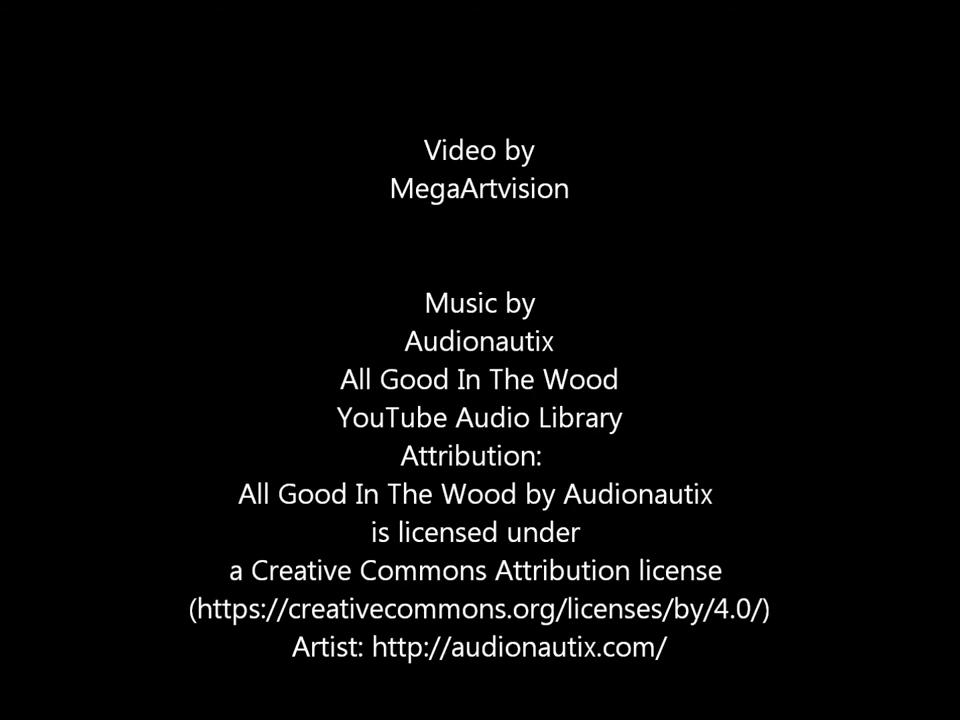 Video by
MegaArtvision
Music by
Audionautix
All Good In The Wood
YouTube Audio Library
Attribution:
All Good In The Wood by Audionautix
is licensed under
a Creative Commons Attribution license
(https://creativecommons.org/licenses/by/4.0/)
Artist: http://audionautix.com/